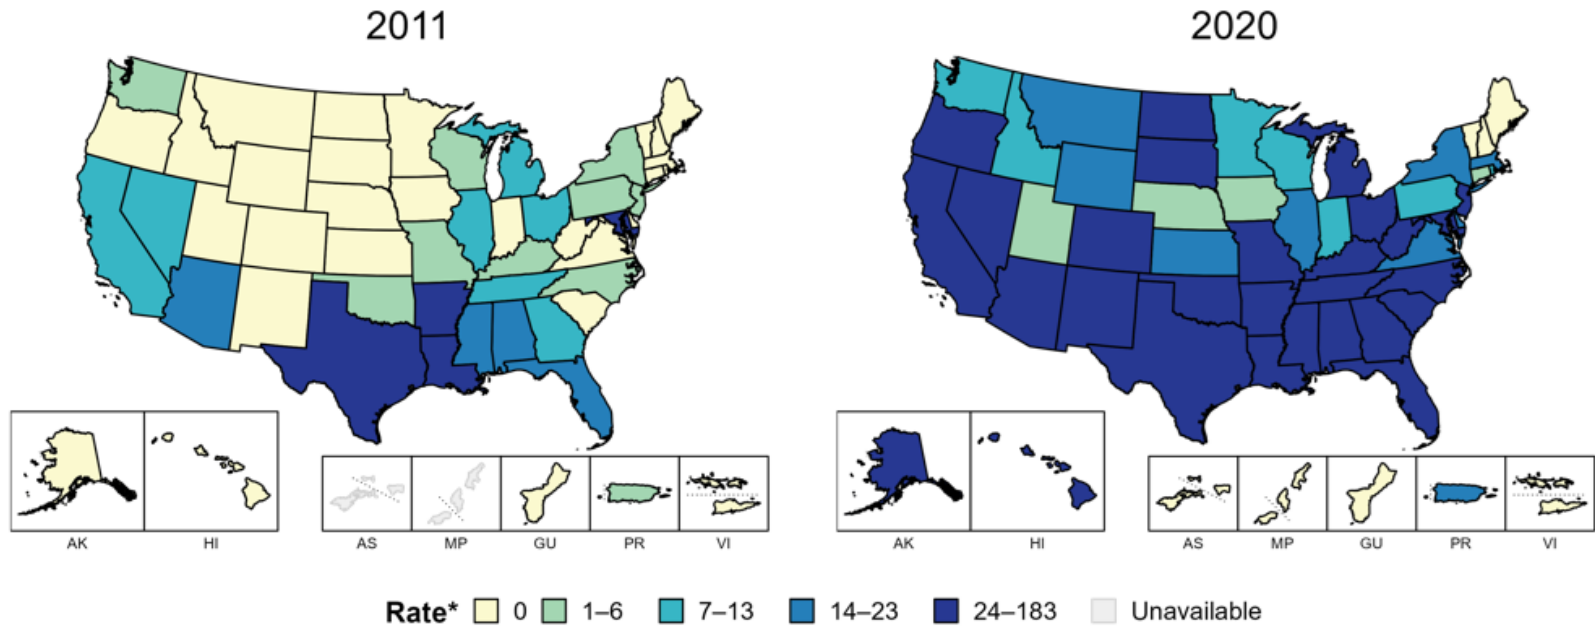 2011 2020
AK HI AS MP GU PR VI AK HI AS MP GU PR VI
Rate* 0 1–6 7–13 14–23 24–183 Unavailable